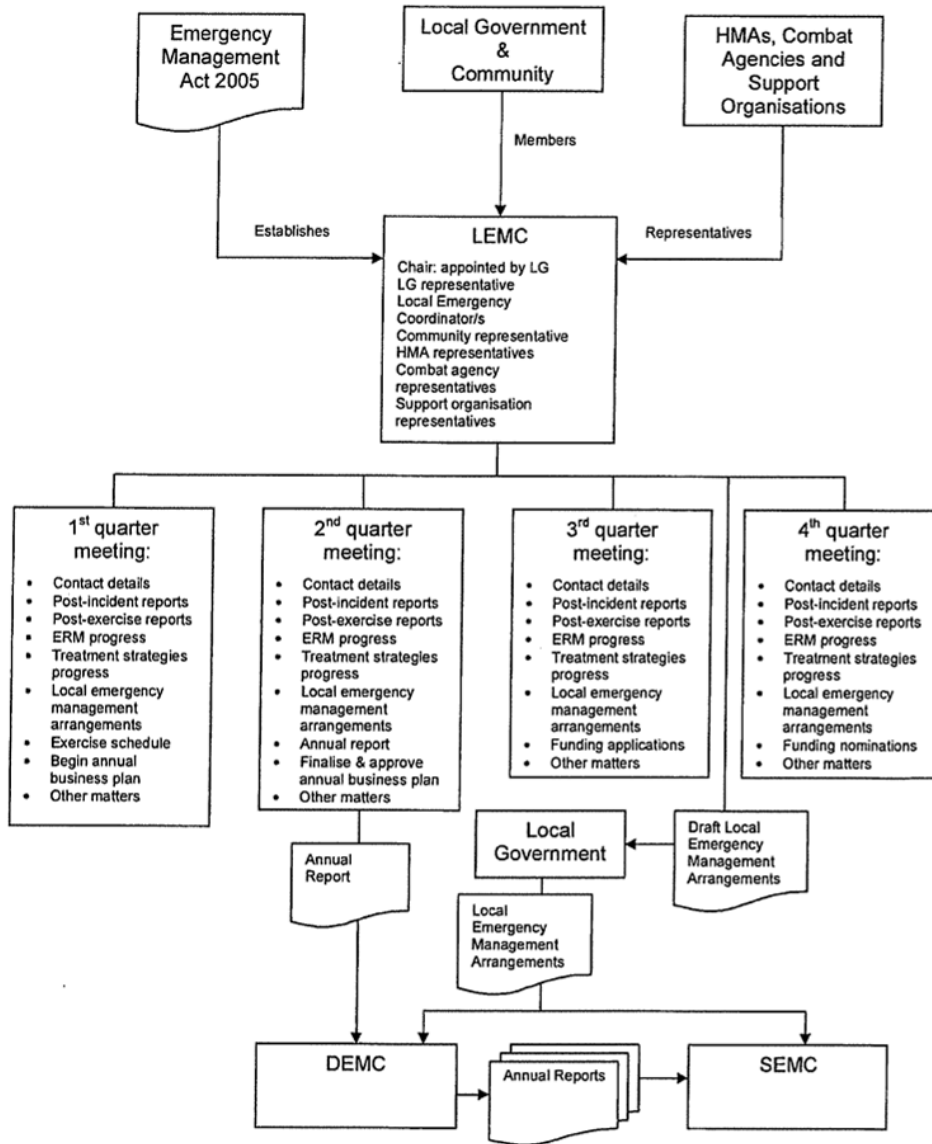 Emergency
Management
Act 2005
Local Government
&
Community
HMAs, Combat
Agencies and
Support
Organisations
Members
Establishes
Representatives
LEMC
Chair: appointed by LG
LG representative
Local Emergency
Coordinator/s
Community representative
HMA representatives
Combat agency
representatives
Support organisation
representatives
1st quarter
meeting:
• Contact details
• Post-incident reports
• Post-exercise reports
• ERM progress
• Treatment strategies
progress
• Local emergency
management
arrangements
• Exercise schedule
• Begin annual
business plan
• Other matters
2nd quarter
meeting:
• Contact details
• Post-incident reports
• Post-exercise reports
• ERM progress
• Treatment strategies
progress
• Local emergency
management
arrangements
• Annual report
• Finalise & approve
annual business plan
• Other matters
3rd quarter
meeting:
• Contact details
• Post-incident reports
• Post-exercise reports
• ERM progress
• Treatment strategies
progress
• Local emergency
management
arrangements
• Funding applications
• Other matters
4th quarter
meeting:
• Contact details
• Post-incident reports
• Post-exercise reports
• ERM progress
• Treatment strategies
progress
• Local emergency
management
arrangements
• Funding nominations
• Other matters
Annual
Report
Local
Government
Draft Local
Emergency
Management
Arrangements
Local
Emergency
Management
Arrangements
DEMC
Annual Reports
SEMC